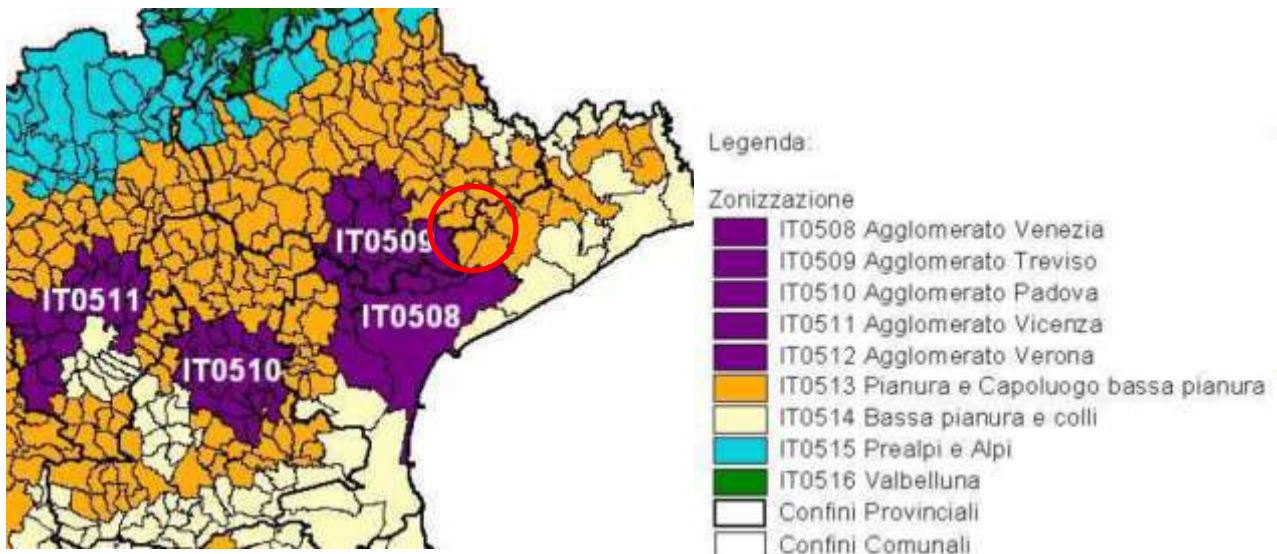 IT0509
IT0511
IT0508
IT0510
Legenda:
Zonizzazione
IT0508 Agglomerato Venezia
IT0509 Agglomerato Treviso
IT0510 Agglomerato Padova
IT0511 Agglomerato Vicenza
IT0512 Agglomerato Verona
IT0513 Pianura e Capoluogo bassa pianura
IT0514 Bassa pianura e colli
IT0515 Prealpi e Alpi
IT0516 Valbelluna
Confini Provinciali
Confini Comunali